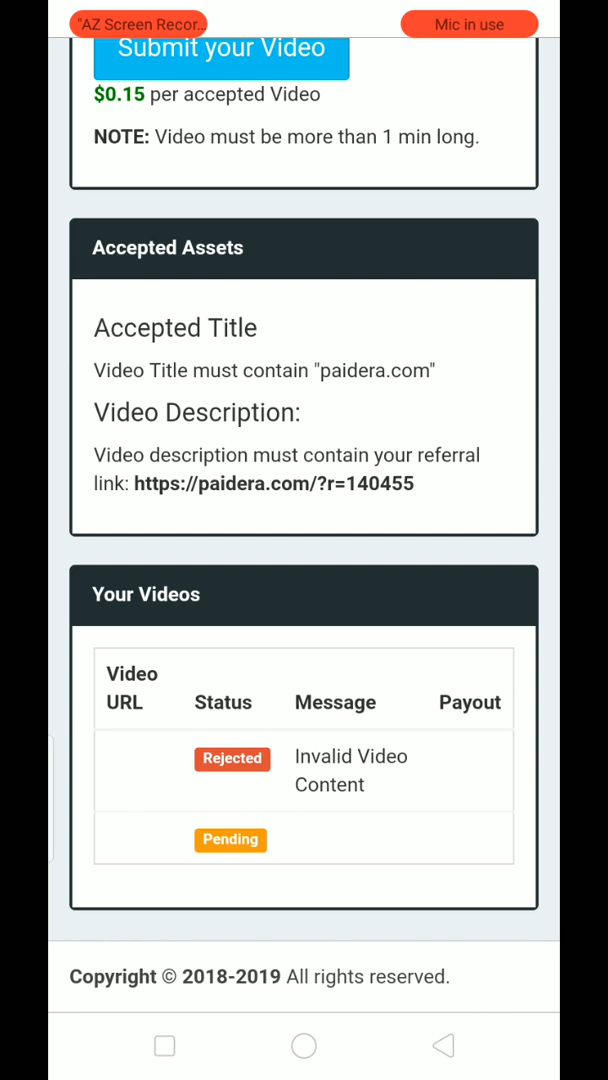 "AZ Screen Recor...
Mic in use
Submit your Video
$0.15 per accepted Video
NOTE: Video must be more than 1 min long.
Accepted Assets
Accepted Title
Video Title must contain "paidera.com"
Video Description:
Video description must contain your referral
link: https://paidera.com/?r=140455
Your Videos
Video
URL Status Message Payout
Rejected Invalid Video
Content
Pending
Copyright © 2018-2019 All rights reserved.